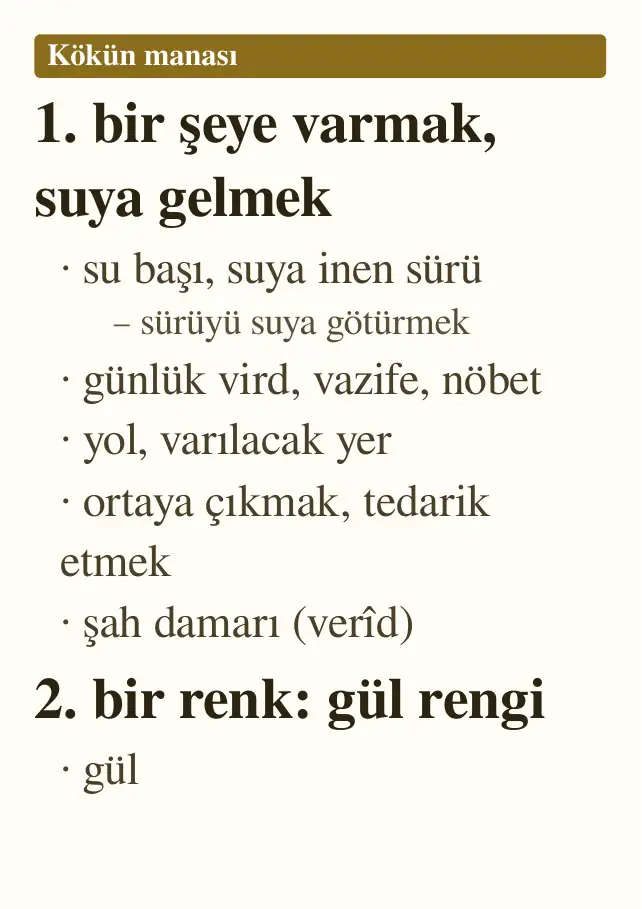 Kökün manası
1. bir şeye varmak,
suya gelmek
· su başı, suya inen sürü
– sürüyü suya götürmek
· günlük vird, vazife, nöbet
· yol, varılacak yer
· ortaya çıkmak, tedarik
etmek
· şah damarı (verîd)
2. bir renk: gül rengi
· gül